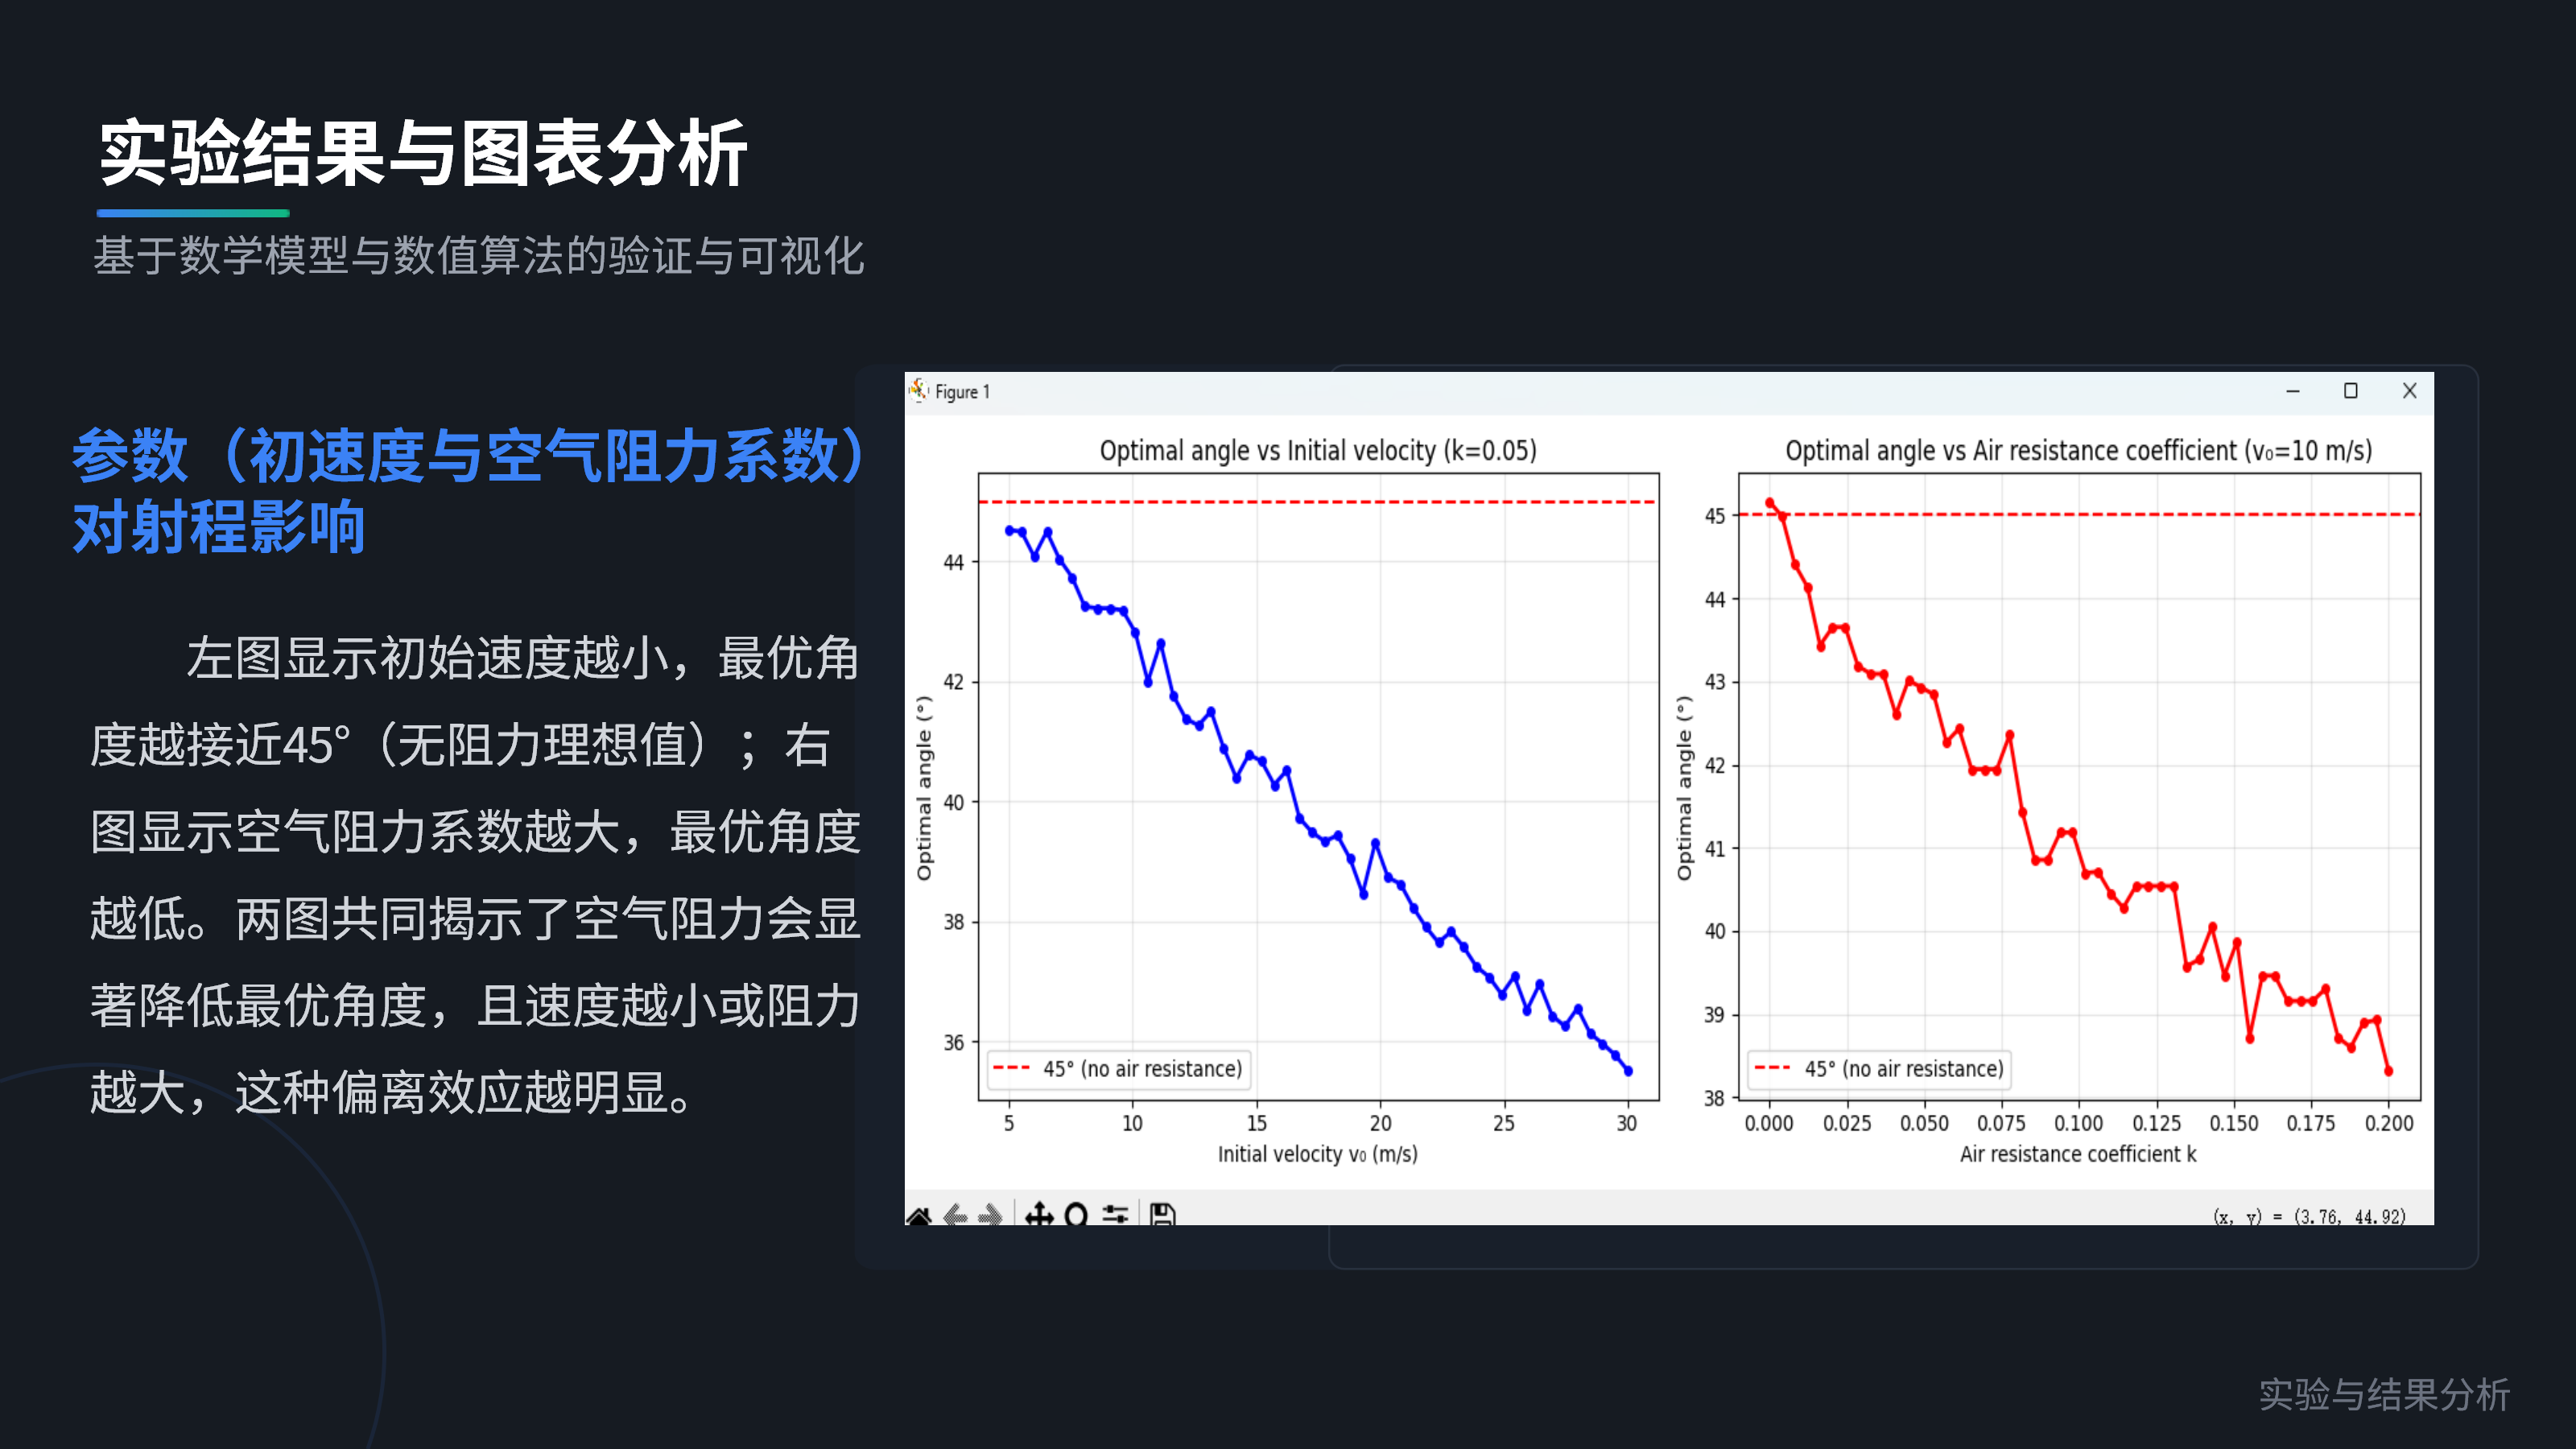 实验结果与图表分析
基于数学模型与数值算法的验证与可视化
参数（初速度与空气阻力系数）
对射程影响
左图显示初始速度越小，最优角
度越接近45°（无阻力理想值）；右
图显示空气阻力系数越大，最优角度
越低。两图共同揭示了空气阻力会显
著降低最优角度，且速度越小或阻力
越大，这种偏离效应越明显。
Figure 1
Optimal angle vs Initial velocity (k=0.05)
Optimal angle (°)
44
42
40
38
36
45° (no air resistance)
5 10 15 20 25 30
Initial velocity v₀ (m/s)
Optimal angle vs Air resistance coefficient (v₀=10 m/s)
Optimal angle (°)
45
44
43
42
41
40
39
38
45° (no air resistance)
0.000 0.025 0.050 0.075 0.100 0.125 0.150 0.175 0.200
Air resistance coefficient k
(x, y) = (3.76, 44.92)
实验与结果分析